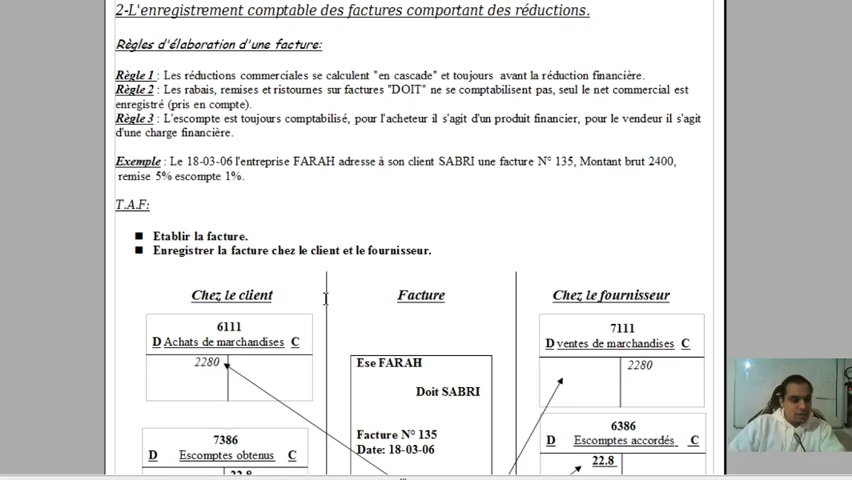 2-L'enregistrement comptable des factures comportant des réductions.
Règles d'élaboration d'une facture:
Règle 1 : Les réductions commerciales se calculent "en cascade" et toujours avant la réduction financière.
Règle 2 : Les rabais, remises et ristournes sur factures "DOIT" ne se comptabilisent pas, seul le net commercial est
enregistré (pris en compte).
Règle 3 : L'escompte est toujours comptabilisé, pour l'acheteur il s'agit d'un produit financier, pour le vendeur il s'agit
d'une charge financière.
Exemple : Le 18-03-06 l'entreprise FARAH adresse à son client SABRI une facture N° 135, Montant brut 2400,
remise 5% escompte 1%.
T.A.F:
Etablir la facture.
Enregistrer la facture chez le client et le fournisseur.
Chez le client
Facture
Chez le fournisseur
6111
D Achats de marchandises C
2280
7111
D ventes de marchandises C
2280
Ese FARAH
Doit SABRI
Facture N° 135
Date: 18-03-06
7386
D Escomptes obtenus C
22.8
6386
D Escomptes accordés C
22.8